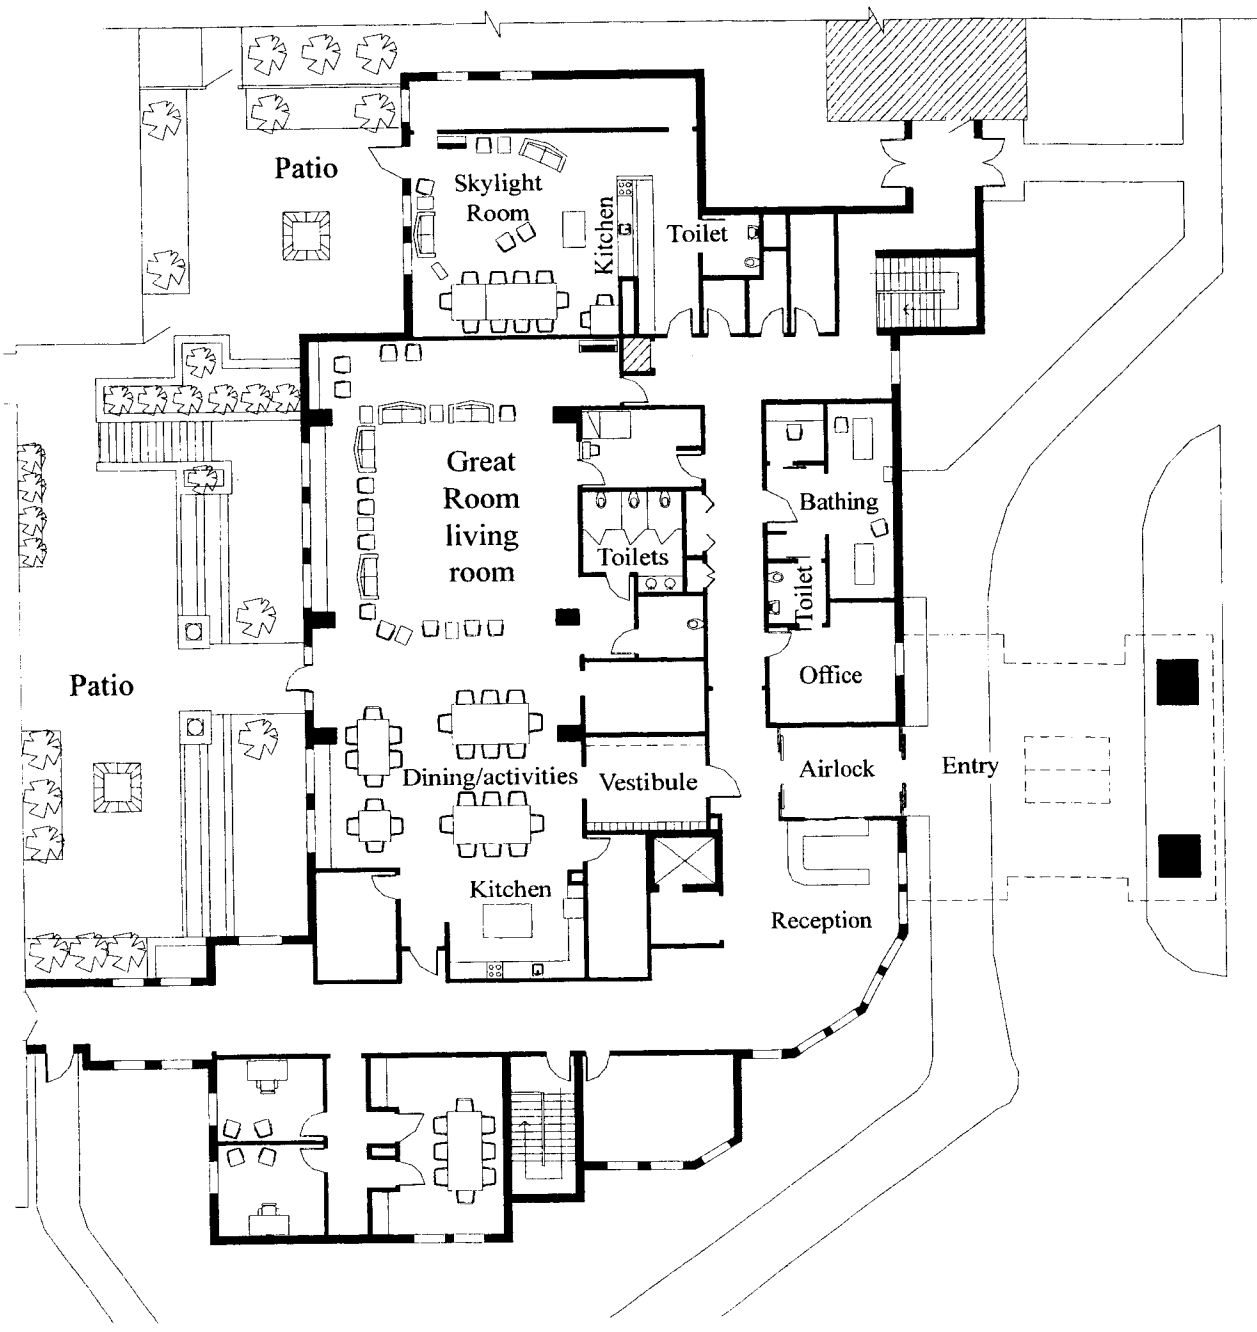 Patio
Skylight
Room
Kitchen
Toilet
Great
Room
living
room
Toilets
Bathing
Toilet
Office
Patio
Dining/activities
Vestibule
Airlock
Entry
Kitchen
Reception